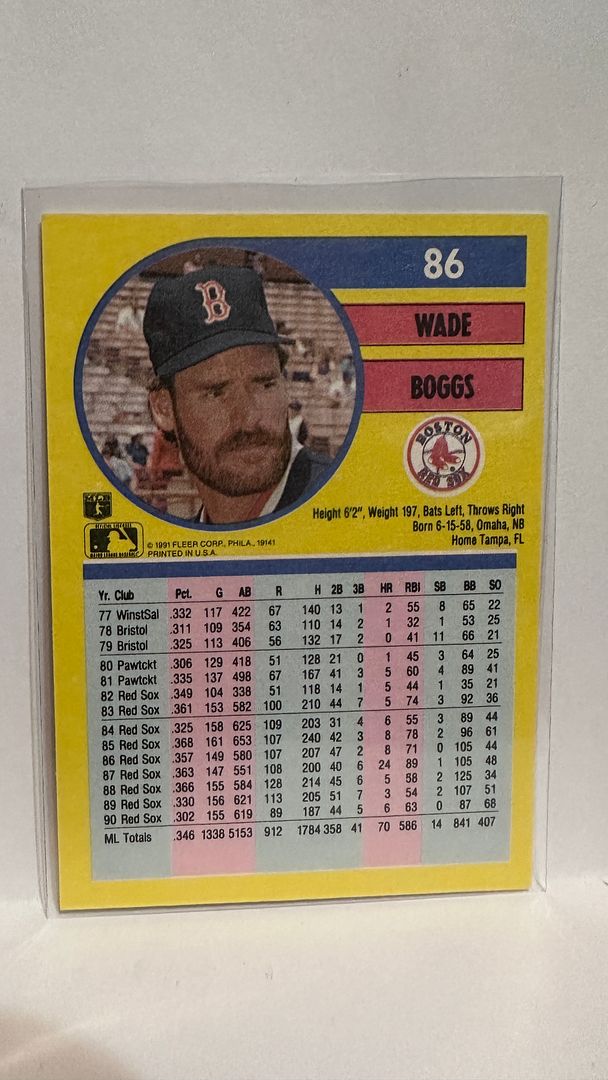 86
WADE
BOGGS
B
BOSTON
RED SOX
Height 6'2", Weight 197, Bats Left, Throws Right
Born 6-15-58, Omaha, NB
Home Tampa, FL
© 1991 FLEER CORP., PHILA., 19141
PRINTED IN U.S.A.
Yr. Club Pct. G AB R H 2B 3B HR RBI SB BB SO
77 WinstSal .332 117 422 67 140 13 1 2 55 8 65 22
78 Bristol .311 109 354 63 110 14 2 1 32 1 53 25
79 Bristol .325 113 406 56 132 17 2 0 41 11 66 21
80 Pawtckt .306 129 418 51 128 21 0 1 45 3 64 25
81 Pawtckt .335 137 498 67 167 41 3 5 60 4 89 41
82 Red Sox .349 104 338 51 118 14 1 5 44 1 35 21
83 Red Sox .361 153 582 100 210 44 7 5 74 3 92 36
84 Red Sox .325 158 625 109 203 31 4 6 55 3 89 44
85 Red Sox .368 161 653 107 240 42 3 8 78 2 96 61
86 Red Sox .357 149 580 107 207 47 2 8 71 0 105 44
87 Red Sox .363 147 551 108 200 40 6 24 89 1 105 48
88 Red Sox .366 155 584 128 214 45 6 5 58 2 125 34
89 Red Sox .330 156 621 113 205 51 7 3 54 2 107 51
90 Red Sox .302 155 619 89 187 44 5 6 63 0 87 68
ML Totals .346 1338 5153 912 1784 358 41 70 586 14 841 407